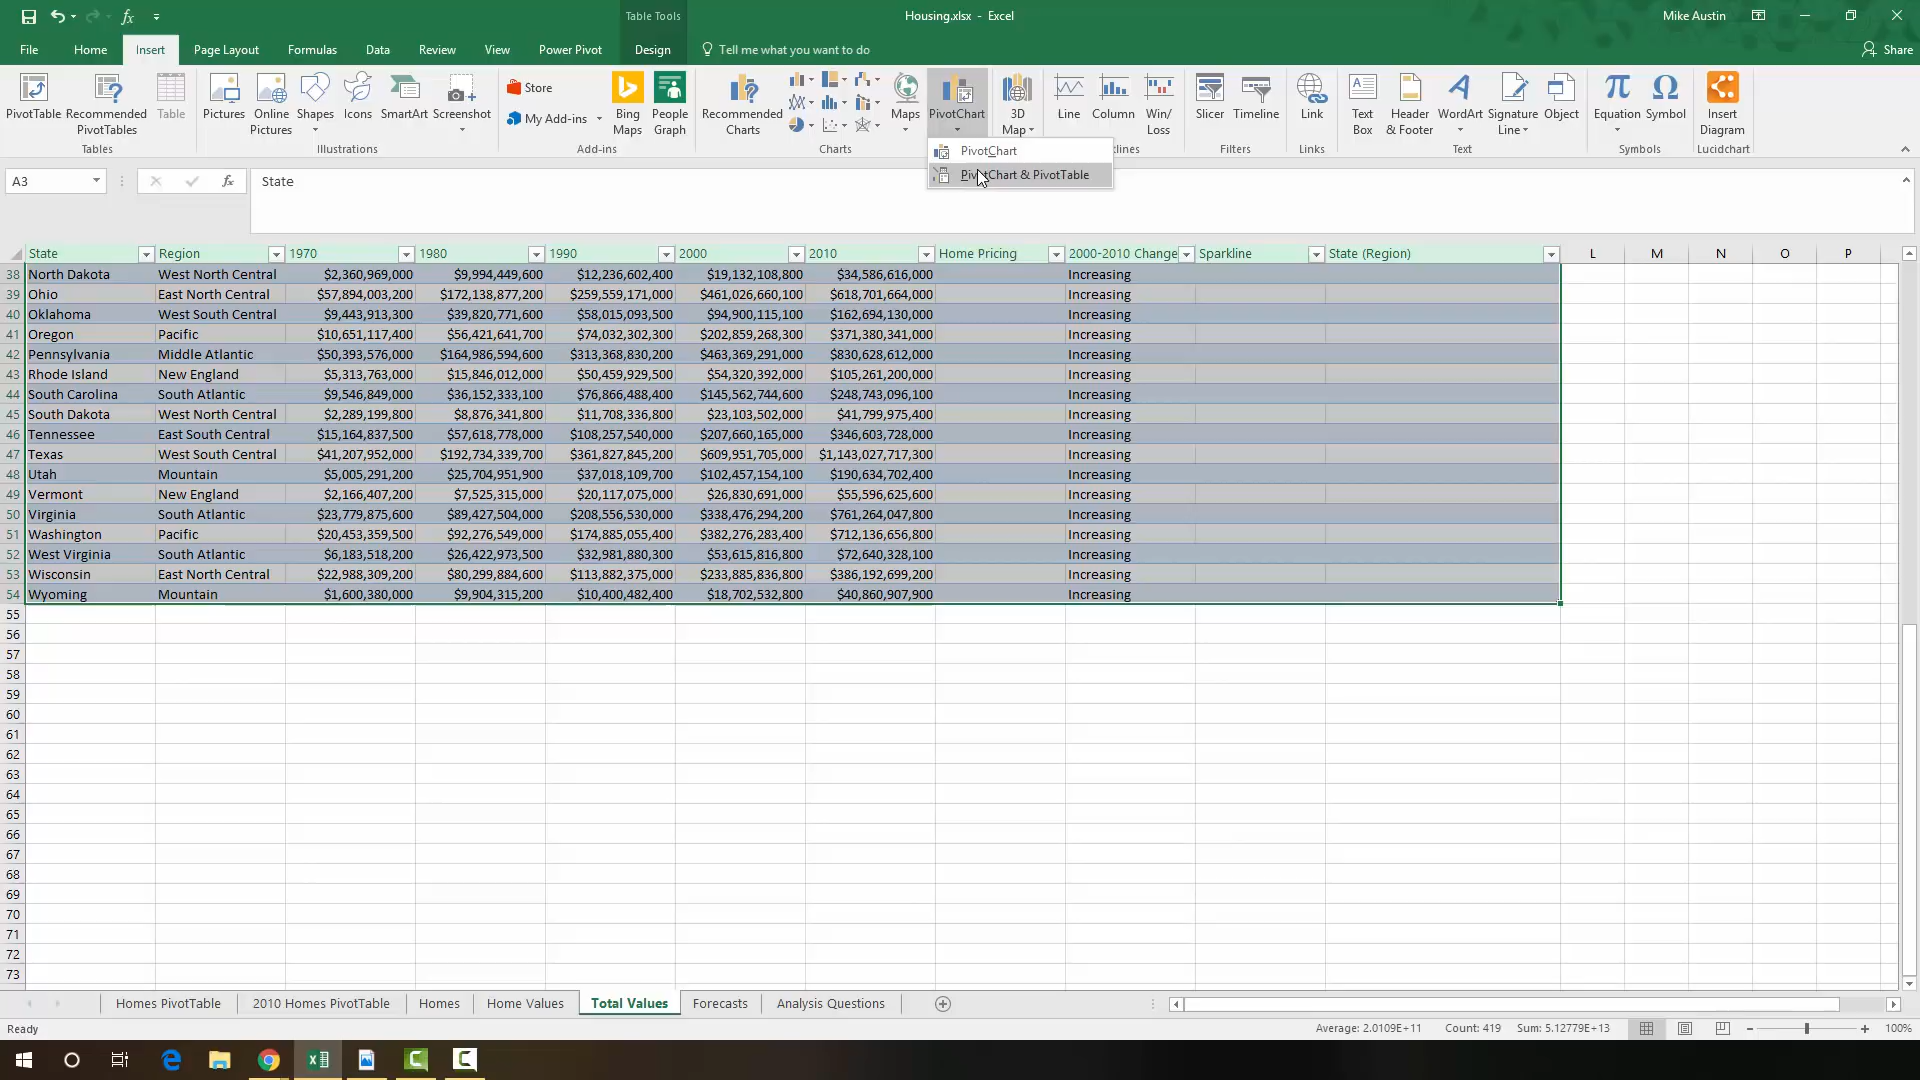 Table Tools
Housing.xlsx - Excel
Mike Austin
File Home Insert Page Layout Formulas Data Review View Power Pivot Design Tell me what you want to do Share
PivotTable Recommended PivotTables Table
Tables
Pictures Online Pictures Shapes Icons SmartArt Screenshot
Illustrations
Store
My Add-ins
Bing Maps
People Graph
Add-ins
Recommended Charts
Maps
PivotChart
Charts
3D Map
Line Column Win/Loss
Slicer Timeline
Filters
Link
Links
Text Box Header & Footer WordArt Signature Line Object
Text
Equation Symbol
Symbols
Insert Diagram
Lucidchart
PivotChart
PivotChart & PivotTable
A3 fx State
State Region 1970 1980 1990 2000 2010 Home Pricing 2000-2010 Change Sparkline State (Region) L M N O P
38 North Dakota West North Central $2,360,969,000 $9,994,449,600 $12,236,602,400 $19,132,108,800 $34,586,616,000 Increasing
39 Ohio East North Central $57,894,003,200 $172,138,877,200 $259,559,171,000 $461,026,660,100 $618,701,664,000 Increasing
40 Oklahoma West South Central $9,443,913,300 $39,820,771,600 $58,015,093,500 $94,900,115,100 $162,694,130,000 Increasing
41 Oregon Pacific $10,651,117,400 $56,421,641,700 $74,032,302,300 $202,859,268,300 $371,380,341,000 Increasing
42 Pennsylvania Middle Atlantic $50,393,576,000 $164,986,594,600 $313,368,830,200 $463,369,291,000 $830,628,612,000 Increasing
43 Rhode Island New England $5,313,763,000 $15,846,012,000 $50,459,929,500 $54,320,392,000 $105,261,200,000 Increasing
44 South Carolina South Atlantic $9,546,849,000 $36,152,333,100 $76,866,488,400 $145,562,744,600 $248,743,096,100 Increasing
45 South Dakota West North Central $2,289,199,800 $8,876,341,800 $11,708,336,800 $23,103,502,000 $41,799,975,400 Increasing
46 Tennessee East South Central $15,164,837,500 $57,618,778,000 $108,257,540,000 $207,660,165,000 $346,603,728,000 Increasing
47 Texas West South Central $41,207,952,000 $192,734,339,700 $361,827,845,200 $609,951,705,000 $1,143,027,717,300 Increasing
48 Utah Mountain $5,005,291,200 $25,704,951,900 $37,018,109,700 $102,457,154,100 $190,634,702,400 Increasing
49 Vermont New England $2,166,407,200 $7,525,315,000 $20,117,075,000 $26,830,691,000 $55,596,625,600 Increasing
50 Virginia South Atlantic $23,779,875,600 $89,427,504,000 $208,556,530,000 $338,476,294,200 $761,264,047,800 Increasing
51 Washington Pacific $20,453,359,500 $92,276,549,000 $174,885,055,400 $382,276,283,400 $712,136,656,800 Increasing
52 West Virginia South Atlantic $6,183,518,200 $26,422,973,500 $32,981,880,300 $53,615,816,800 $72,640,328,100 Increasing
53 Wisconsin East North Central $22,988,309,200 $80,299,884,600 $113,882,375,000 $233,885,836,800 $386,192,699,200 Increasing
54 Wyoming Mountain $1,600,380,000 $9,904,315,200 $10,400,482,400 $18,702,532,800 $40,860,907,900 Increasing
55
56
57
58
59
60
61
62
63
64
65
66
67
68
69
70
71
72
73
Homes PivotTable 2010 Homes PivotTable Homes Home Values Total Values Forecasts Analysis Questions
Ready Average: 2.0109E+11 Count: 419 Sum: 5.12779E+13 100%